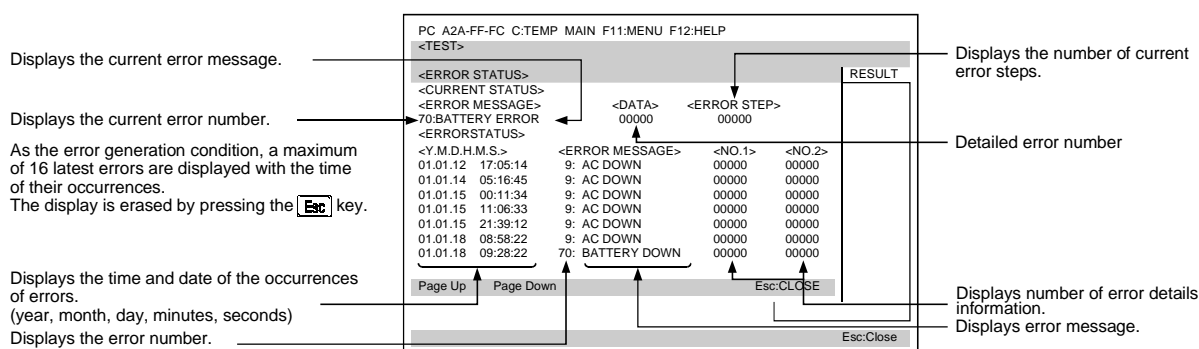 PC A2A-FF-FC C:TEMP MAIN F11:MENU F12:HELP
<TEST>
Displays the current error message.
Displays the number of current
error steps.
RESULT
<ERROR STATUS>
<CURRENT STATUS>
<ERROR MESSAGE> <DATA> <ERROR STEP>
Displays the current error number.
70:BATTERY ERROR 00000 00000
<ERRORSTATUS>
Detailed error number
As the error generation condition, a maximum
of 16 latest errors are displayed with the time
of their occurrences.
The display is erased by pressing the Esc key.
<Y.M.D.H.M.S.> <ERROR MESSAGE> <NO.1> <NO.2>
01.01.12 17:05:14 9: AC DOWN 00000 00000
01.01.14 05:16:45 9: AC DOWN 00000 00000
01.01.15 00:11:34 9: AC DOWN 00000 00000
01.01.15 11:06:33 9: AC DOWN 00000 00000
01.01.15 21:39:12 9: AC DOWN 00000 00000
01.01.18 08:58:22 9: AC DOWN 00000 00000
01.01.18 09:28:22 70: BATTERY DOWN 00000 00000
Displays the time and date of the occurrences
of errors.
(year, month, day, minutes, seconds)
Page Up Page Down Esc:CLOSE
Displays number of error details
information.
Displays error message.
Displays the error number.
Esc:Close